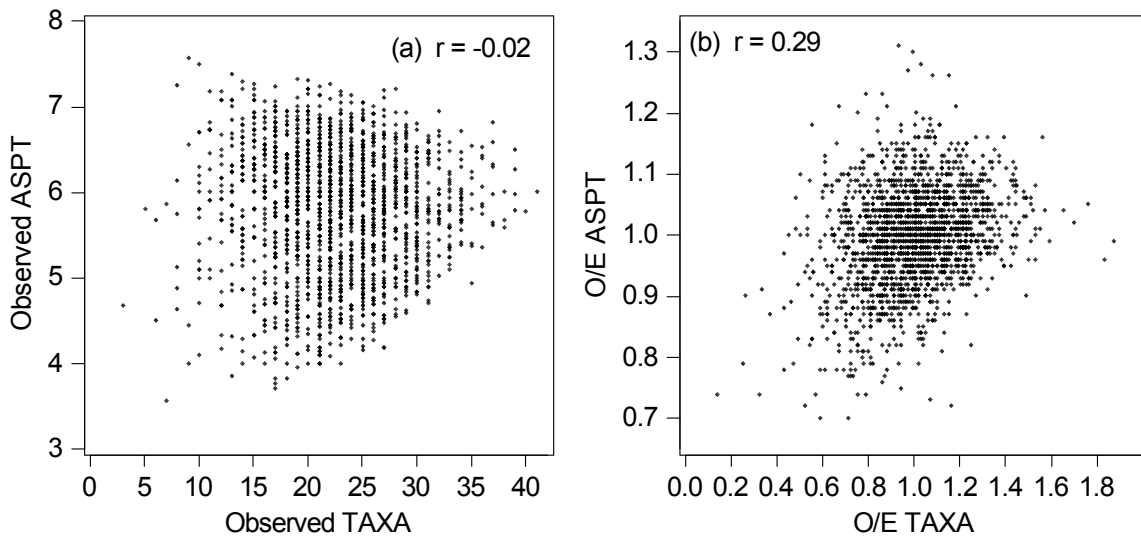 (a) r = -0.02
8
7
6
5
4
3
Observed ASPT
0 5 10 15 20 25 30 35 40
Observed TAXA
(b) r = 0.29
1.3
1.2
1.1
1.0
0.9
0.8
0.7
O/E ASPT
0.0 0.2 0.4 0.6 0.8 1.0 1.2 1.4 1.6 1.8
O/E TAXA